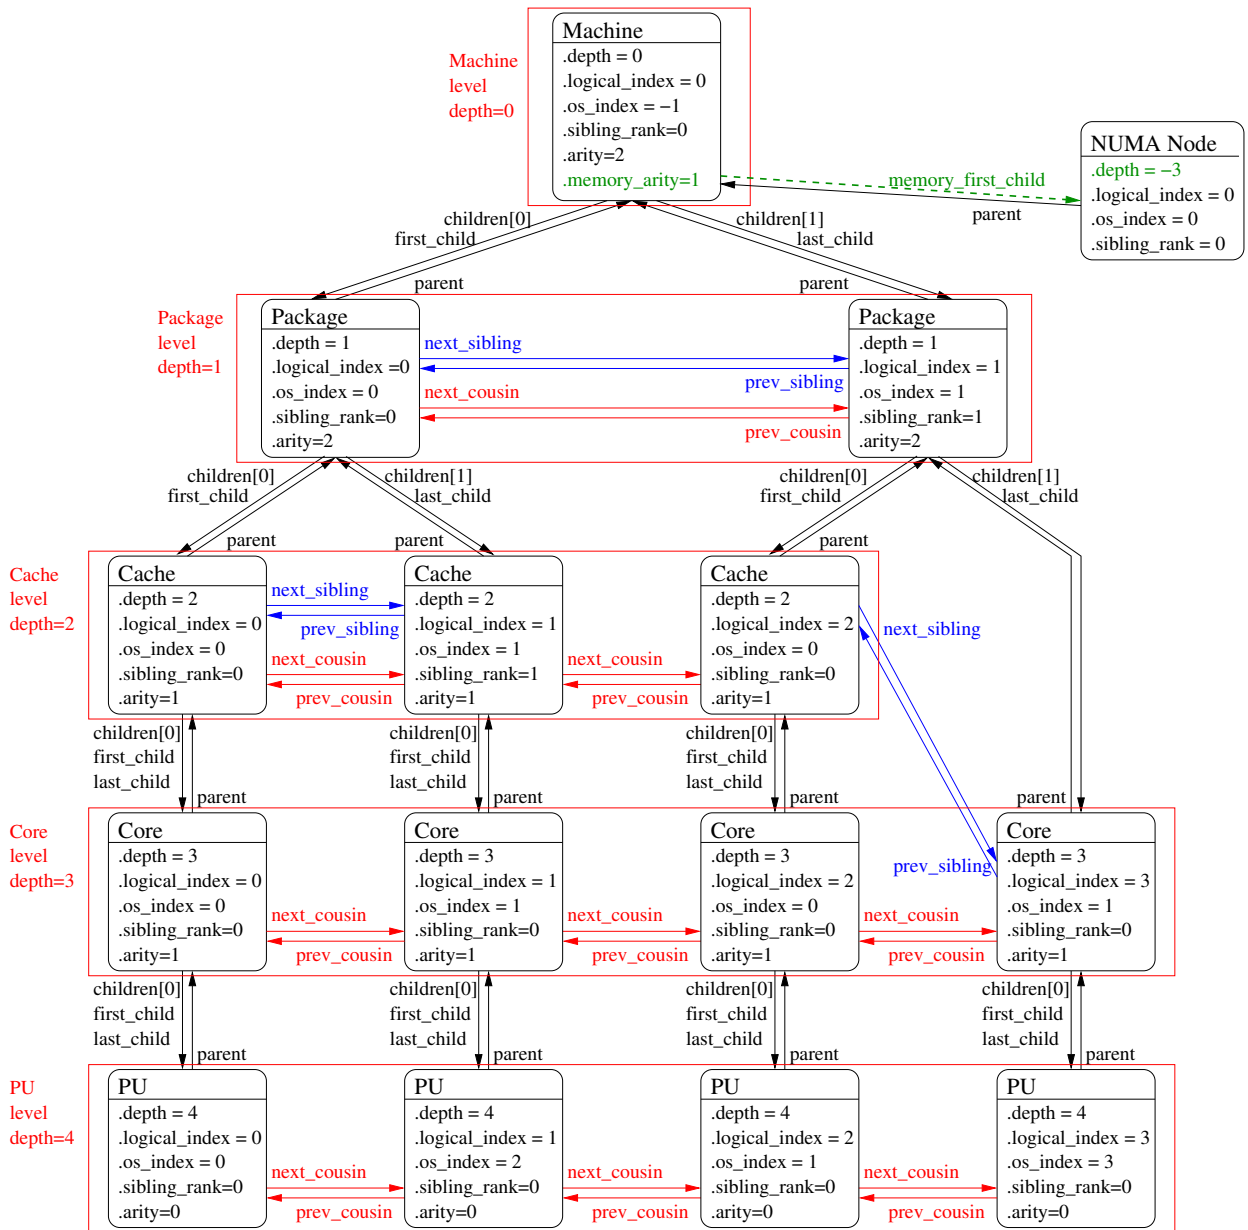 Machine
.depth = 0
.logical_index = 0
.os_index = −1
.sibling_rank=0
.arity=2
.memory_arity=1
Machine
level
depth=0
NUMA Node
.depth = −3
.logical_index = 0
.os_index = 0
.sibling_rank = 0
memory_first_child
parent
children[0]
first_child
children[1]
last_child
parent
parent
Package
level
depth=1
Package
.depth = 1
.logical_index =0
.os_index = 0
.sibling_rank=0
.arity=2
next_sibling
prev_sibling
next_cousin
prev_cousin
Package
.depth = 1
.logical_index = 1
.os_index = 1
.sibling_rank=1
.arity=2
children[0]
first_child
children[1]
last_child
children[0]
first_child
children[1]
last_child
parent
parent
parent
Cache
level
depth=2
Cache
.depth = 2
.logical_index = 0
.os_index = 0
.sibling_rank=0
.arity=1
next_sibling
prev_sibling
next_cousin
prev_cousin
Cache
.depth = 2
.logical_index = 1
.os_index = 1
.sibling_rank=1
.arity=1
next_cousin
prev_cousin
Cache
.depth = 2
.logical_index = 2
.os_index = 0
.sibling_rank=0
.arity=1
next_sibling
prev_sibling
children[0]
first_child
last_child
parent
children[0]
first_child
last_child
parent
children[0]
first_child
last_child
parent
parent
Core
level
depth=3
Core
.depth = 3
.logical_index = 0
.os_index = 0
.sibling_rank=0
.arity=1
next_cousin
prev_cousin
Core
.depth = 3
.logical_index = 1
.os_index = 1
.sibling_rank=0
.arity=1
next_cousin
prev_cousin
Core
.depth = 3
.logical_index = 2
.os_index = 0
.sibling_rank=0
.arity=1
next_cousin
prev_cousin
Core
.depth = 3
.logical_index = 3
.os_index = 1
.sibling_rank=0
.arity=1
children[0]
first_child
last_child
parent
children[0]
first_child
last_child
parent
children[0]
first_child
last_child
parent
children[0]
first_child
last_child
parent
PU
level
depth=4
PU
.depth = 4
.logical_index = 0
.os_index = 0
.sibling_rank=0
.arity=0
next_cousin
prev_cousin
PU
.depth = 4
.logical_index = 1
.os_index = 2
.sibling_rank=0
.arity=0
next_cousin
prev_cousin
PU
.depth = 4
.logical_index = 2
.os_index = 1
.sibling_rank=0
.arity=0
next_cousin
prev_cousin
PU
.depth = 4
.logical_index = 3
.os_index = 3
.sibling_rank=0
.arity=0